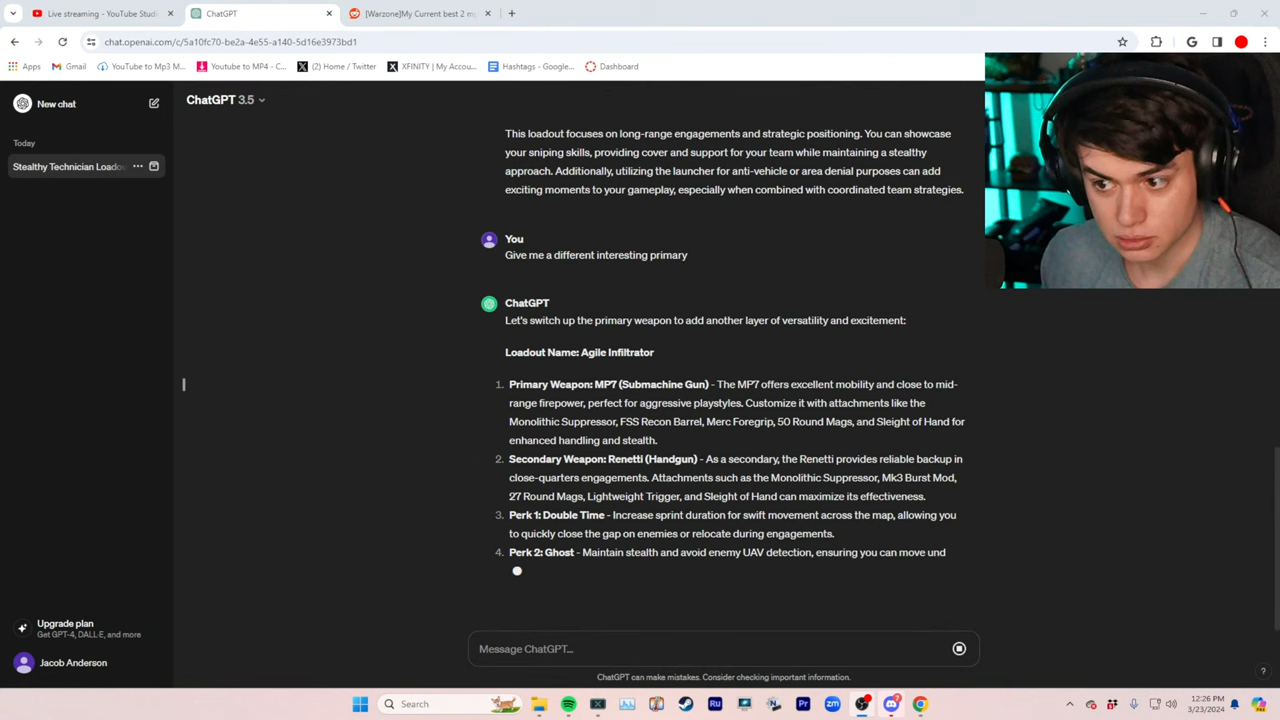 Live streaming - YouTube Studi
ChatGPT
[Warzone]My Current best 2 m
chat.openai.com/c/5a10fc70-be2a-4e55-a140-5d16e3973bd1
Apps
Gmail
YouTube to Mp3 M...
Youtube to MP4 - C...
(2) Home / Twitter
XFINITY | My Accou...
Hashtags - Google...
Dashboard
New chat
ChatGPT 3.5
Today
Stealthy Technician Loado
This loadout focuses on long-range engagements and strategic positioning. You can showcase
your sniping skills, providing cover and support for your team while maintaining a stealthy
approach. Additionally, utilizing the launcher for anti-vehicle or area denial purposes can add
exciting moments to your gameplay, especially when combined with coordinated team strategies.
You
Give me a different interesting primary
ChatGPT
Let's switch up the primary weapon to add another layer of versatility and excitement:
Loadout Name: Agile Infiltrator
1. Primary Weapon: MP7 (Submachine Gun) - The MP7 offers excellent mobility and close to mid-
range firepower, perfect for aggressive playstyles. Customize it with attachments like the
Monolithic Suppressor, FSS Recon Barrel, Merc Foregrip, 50 Round Mags, and Sleight of Hand for
enhanced handling and stealth.
2. Secondary Weapon: Renetti (Handgun) - As a secondary, the Renetti provides reliable backup in
close-quarters engagements. Attachments such as the Monolithic Suppressor, Mk3 Burst Mod,
27 Round Mags, Lightweight Trigger, and Sleight of Hand can maximize its effectiveness.
3. Perk 1: Double Time - Increase sprint duration for swift movement across the map, allowing you
to quickly close the gap on enemies or relocate during engagements.
4. Perk 2: Ghost - Maintain stealth and avoid enemy UAV detection, ensuring you can move und
Upgrade plan
Get GPT-4, DALL·E, and more
Jacob Anderson
Message ChatGPT...
ChatGPT can make mistakes. Consider checking important information.
?
Search
Ru
Pr
zm
12:26 PM
3/23/2024